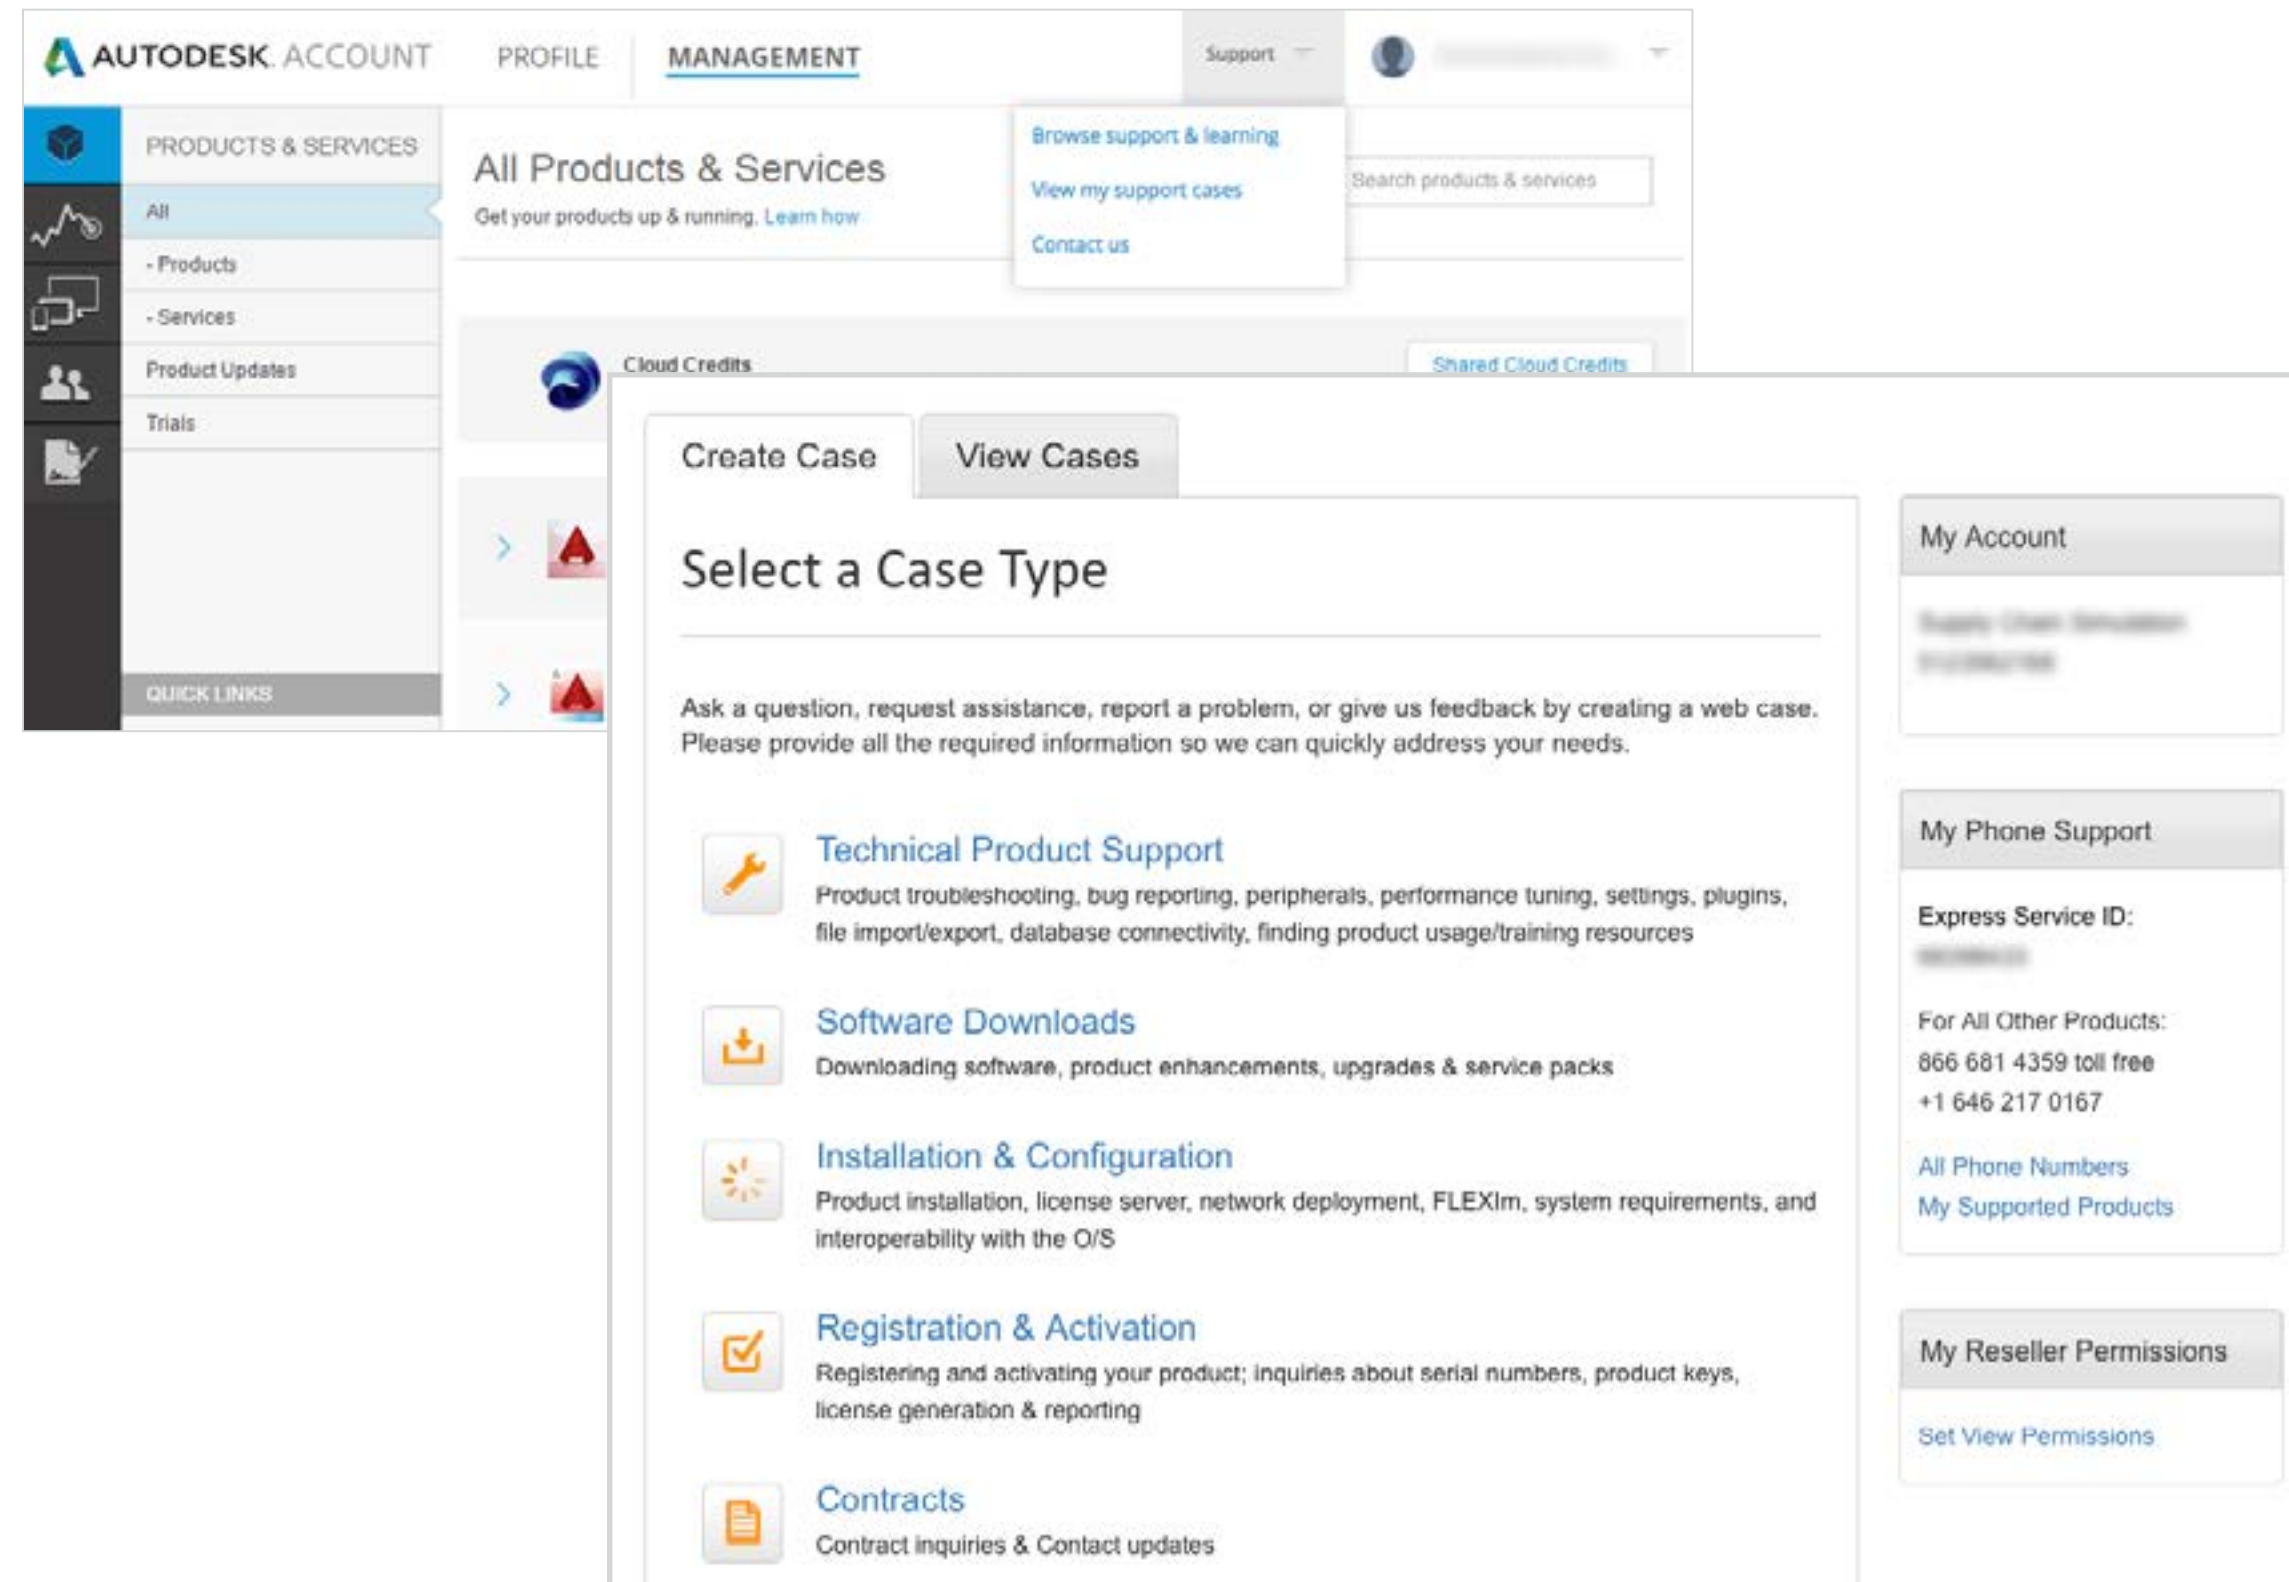 AUTODESK ACCOUNT
PROFILE
MANAGEMENT
Support
Browse support & learning
View my support cases
Contact us
PRODUCTS & SERVICES
All
- Products
- Services
Product Updates
Trials
QUICK LINKS
All Products & Services
Get your products up & running. Learn how
Search products & services
Cloud Credits
Shared Cloud Credits
Create Case
View Cases
Select a Case Type
Ask a question, request assistance, report a problem, or give us feedback by creating a web case.
Please provide all the required information so we can quickly address your needs.
Technical Product Support
Product troubleshooting, bug reporting, peripherals, performance tuning, settings, plugins,
file import/export, database connectivity, finding product usage/training resources
Software Downloads
Downloading software, product enhancements, upgrades & service packs
Installation & Configuration
Product installation, license server, network deployment, FLEXlm, system requirements, and
interoperability with the O/S
Registration & Activation
Registering and activating your product; inquiries about serial numbers, product keys,
license generation & reporting
Contracts
Contract inquiries & Contact updates
My Account
My Phone Support
Express Service ID:
For All Other Products:
866 681 4359 toll free
+1 646 217 0167
All Phone Numbers
My Supported Products
My Reseller Permissions
Set View Permissions